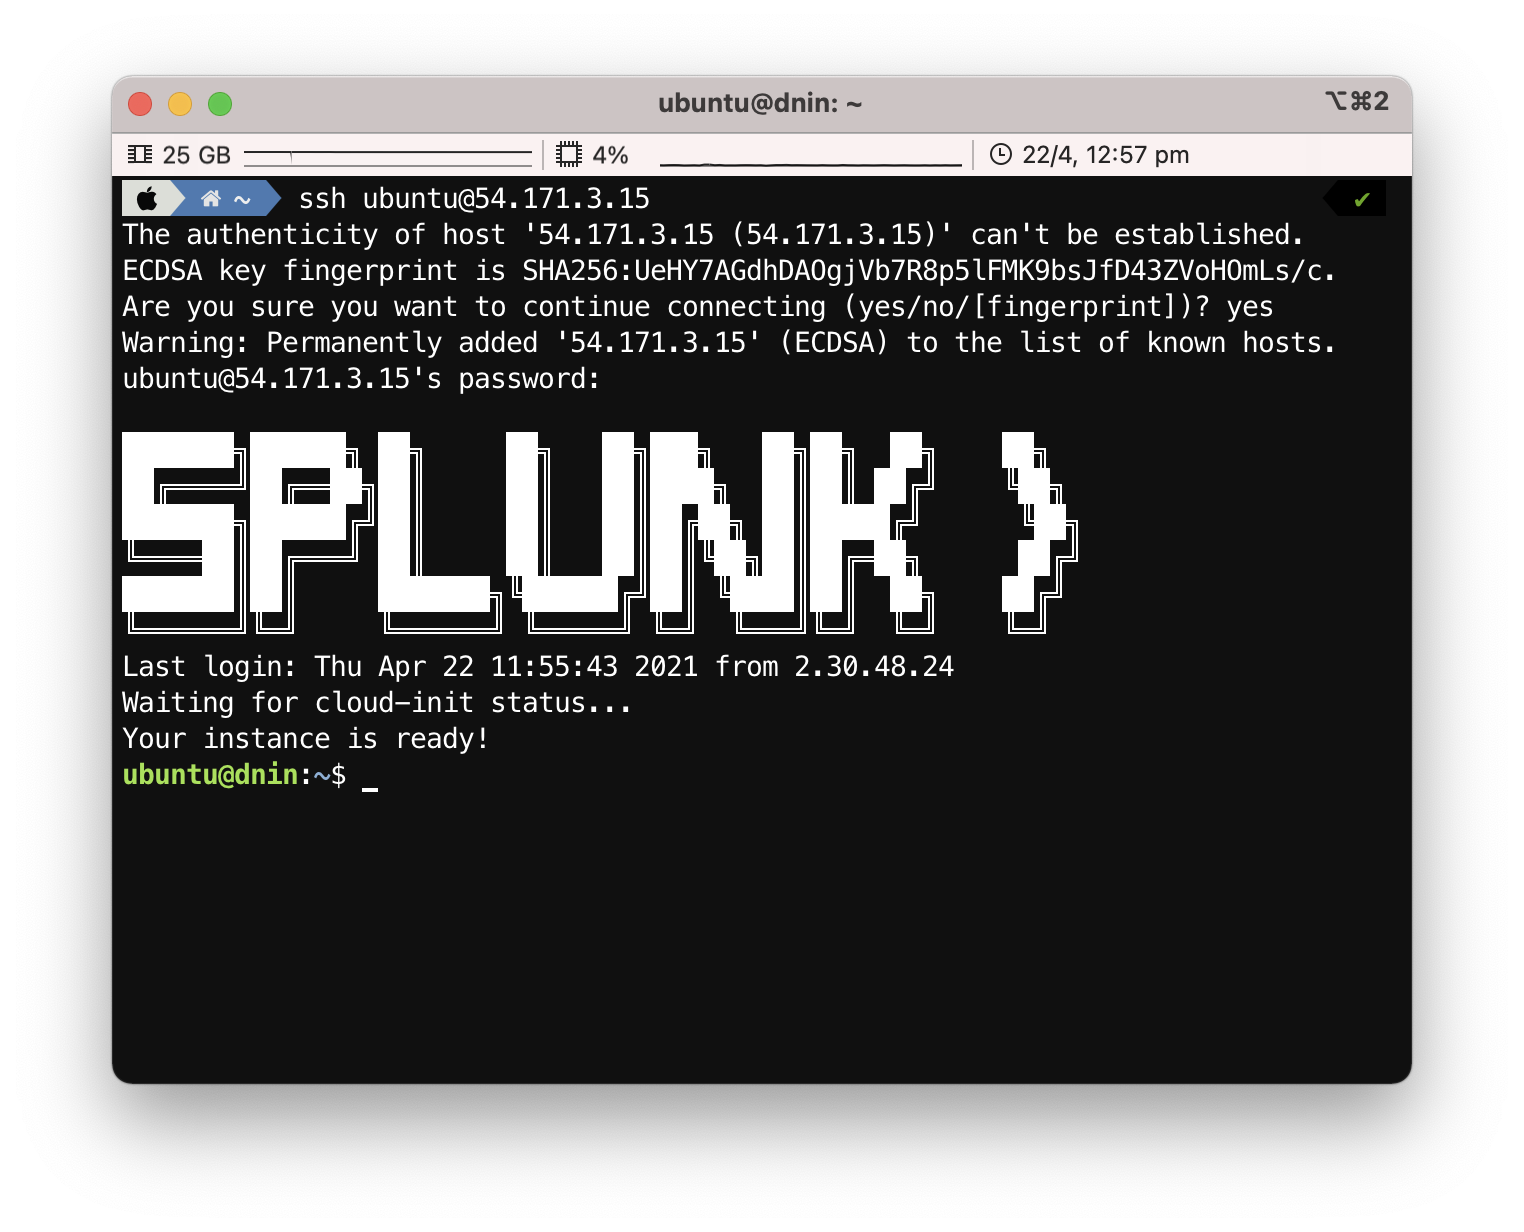 ubuntu@dnin: ~
⌥⌘2
25 GB
4%
22/4, 12:57 pm
~ ssh ubuntu@54.171.3.15 ✔
The authenticity of host '54.171.3.15 (54.171.3.15)' can't be established.
ECDSA key fingerprint is SHA256:UeHY7AGdhDAOgjVb7R8p5lFMK9bsJfD43ZVoHOmLs/c.
Are you sure you want to continue connecting (yes/no/[fingerprint])? yes
Warning: Permanently added '54.171.3.15' (ECDSA) to the list of known hosts.
ubuntu@54.171.3.15's password:
SPLUNK >
Last login: Thu Apr 22 11:55:43 2021 from 2.30.48.24
Waiting for cloud-init status...
Your instance is ready!
ubuntu@dnin:~$ _